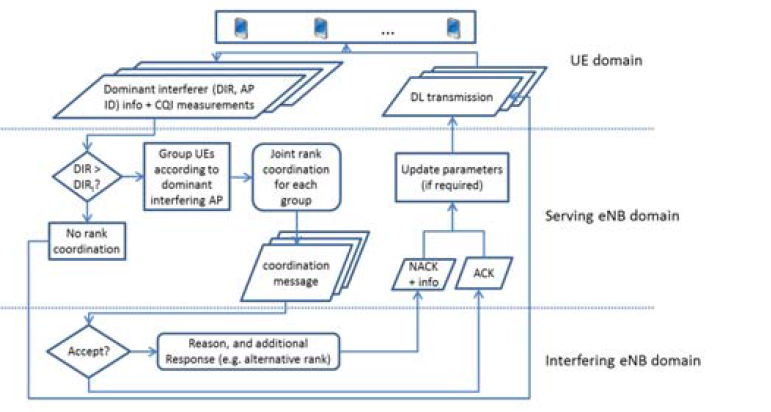 ...
UE domain
Dominant interferer (DIR, AP
ID) info + CQI measurements
DL transmission
DIR >
DIRt?
Group UEs
according to
dominant
interfering AP
Joint rank
coordination
for each
group
Update parameters
(if required)
No rank
coordination
Serving eNB domain
coordination
message
NACK
+ info
ACK
Accept?
Reason, and additional
Response (e.g. alternative rank)
Interfering eNB domain